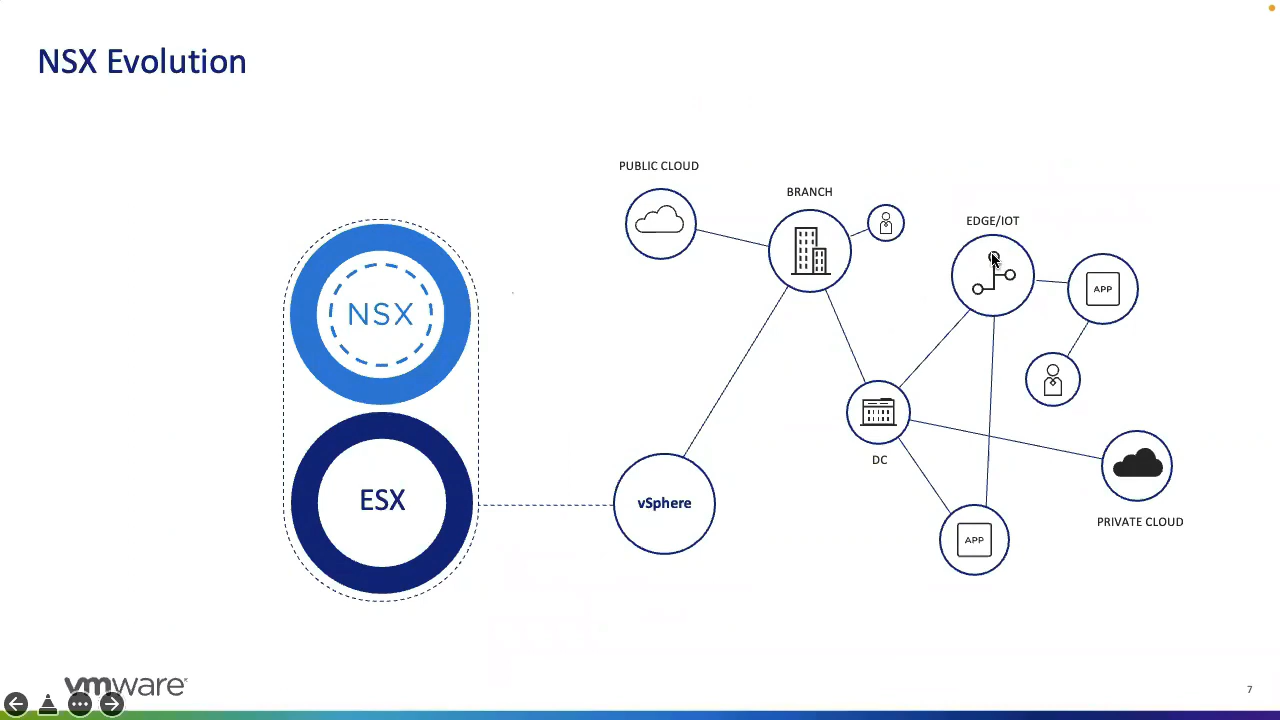 NSX Evolution
PUBLIC CLOUD
BRANCH
EDGE/IOT
APP
NSX
DC
ESX
vSphere
PRIVATE CLOUD
APP
vmware
7